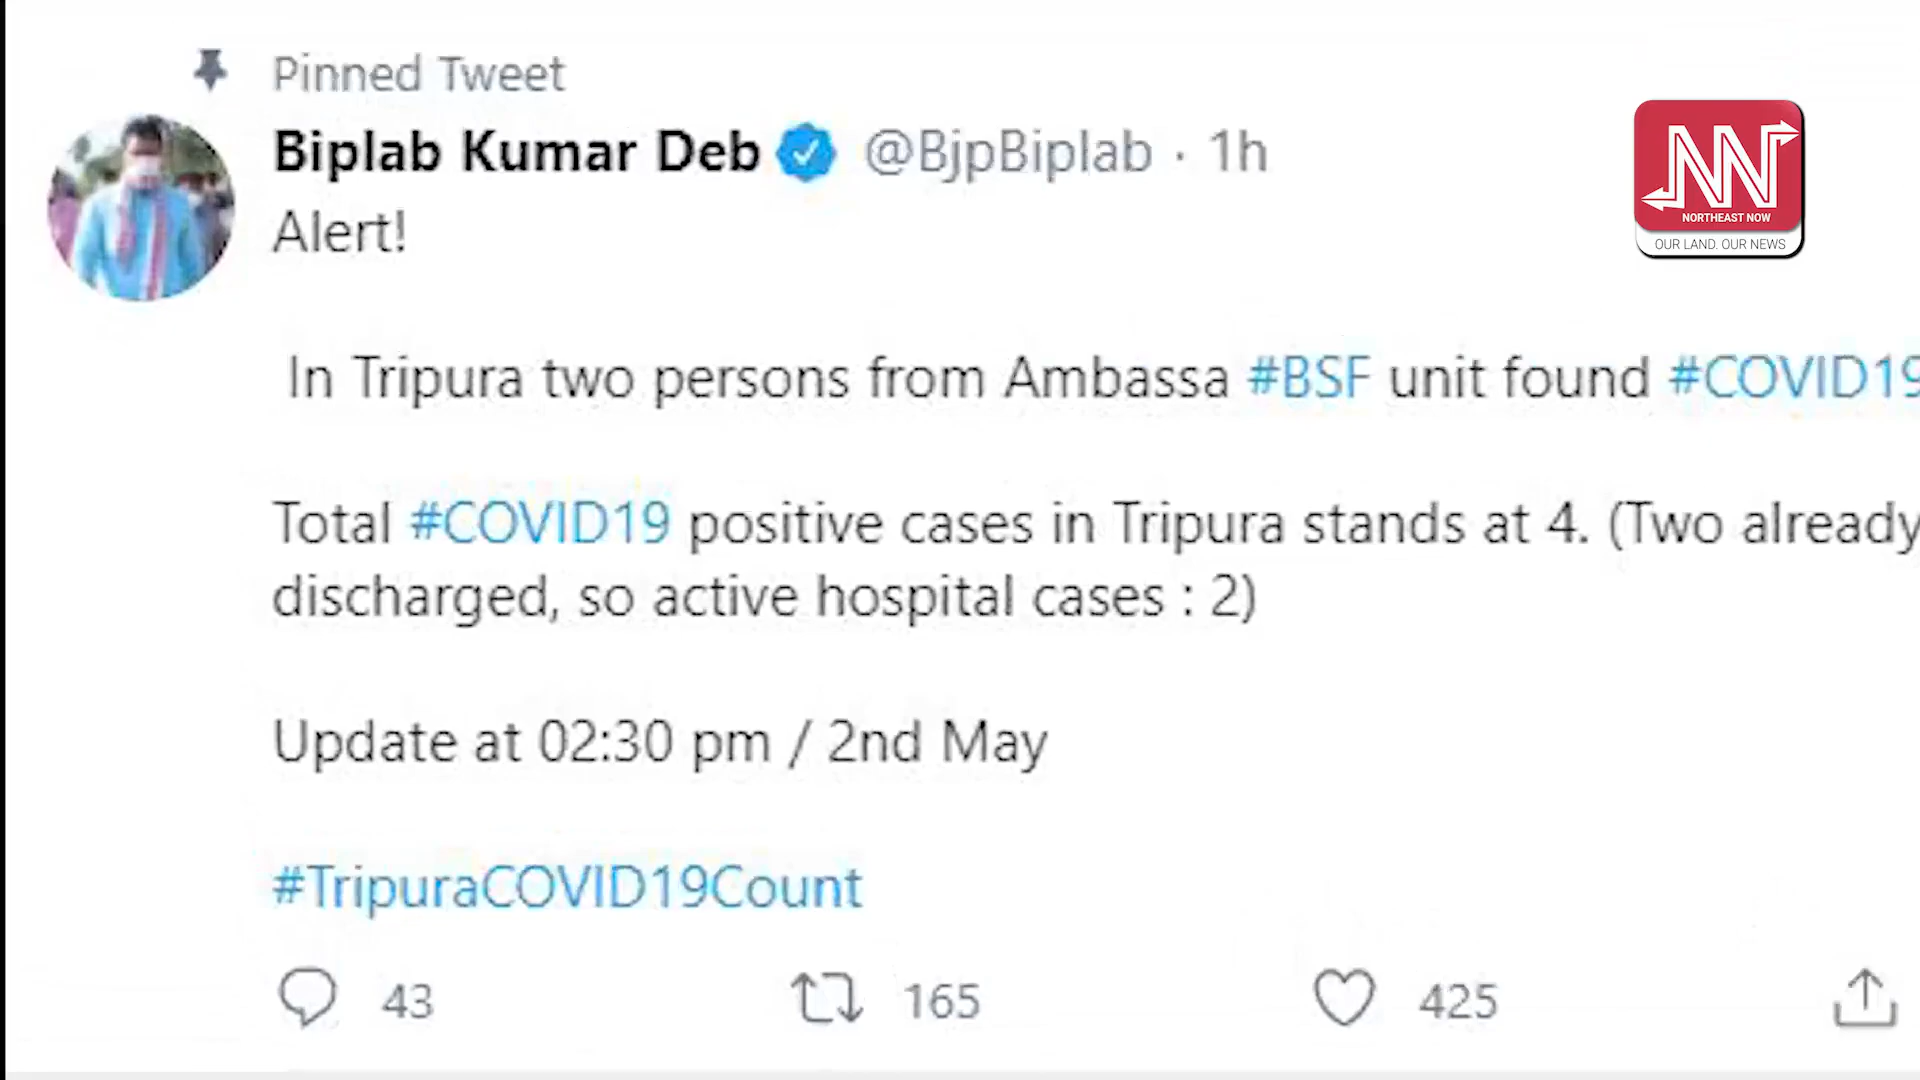 Pinned Tweet
Biplab Kumar Deb @BjpBiplab · 1h
Alert!
NORTHEAST NOW
OUR LAND. OUR NEWS
In Tripura two persons from Ambassa #BSF unit found #COVID19
Total #COVID19 positive cases in Tripura stands at 4. (Two already
discharged, so active hospital cases : 2)
Update at 02:30 pm / 2nd May
#TripuraCOVID19Count
43 165 425